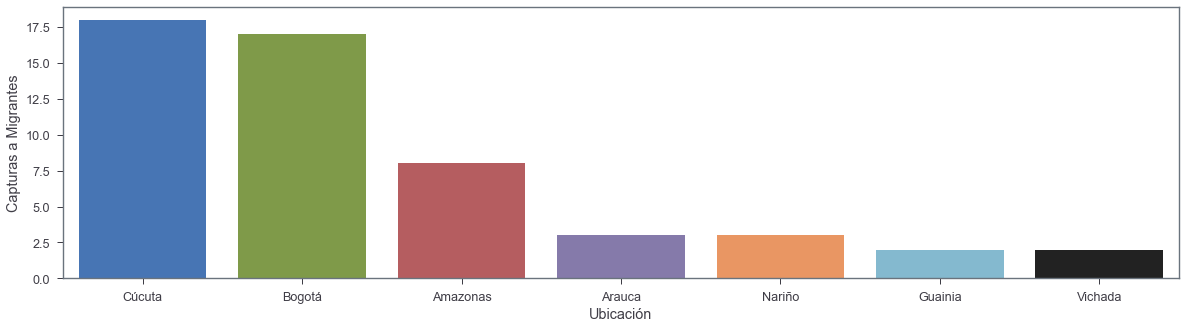 Capturas a Migrantes
17.5
15.0
12.5
10.0
7.5
5.0
2.5
0.0
Cúcuta Bogotá Amazonas Arauca Nariño Guainia Vichada
Ubicación